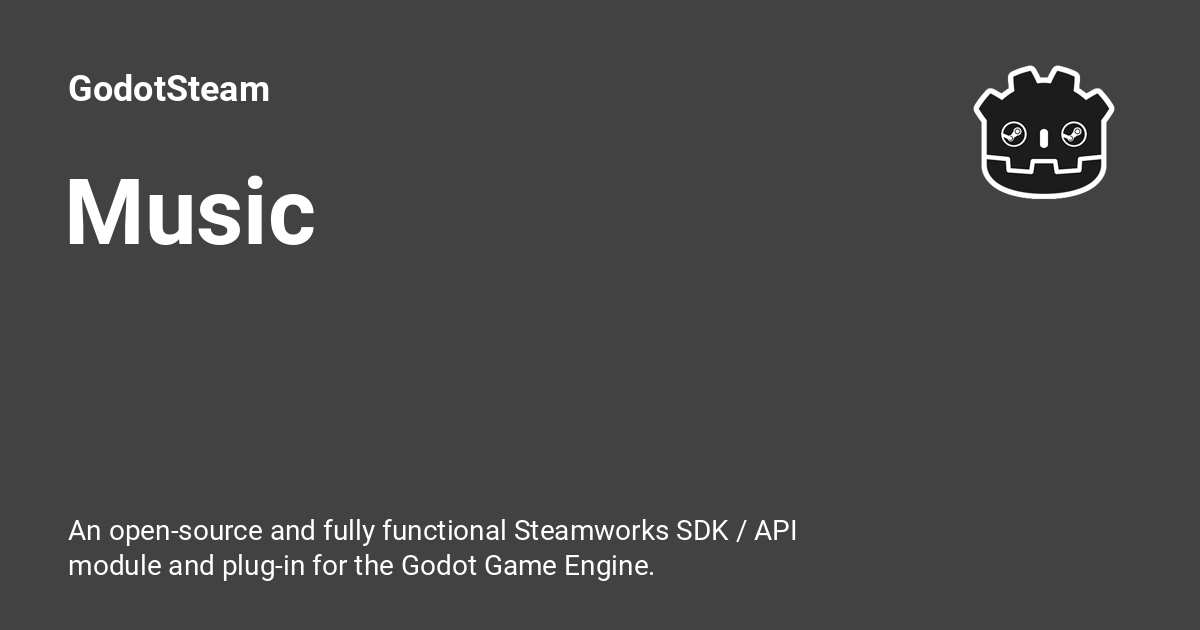 GodotSteam
Music
An open-source and fully functional Steamworks SDK / API
module and plug-in for the Godot Game Engine.